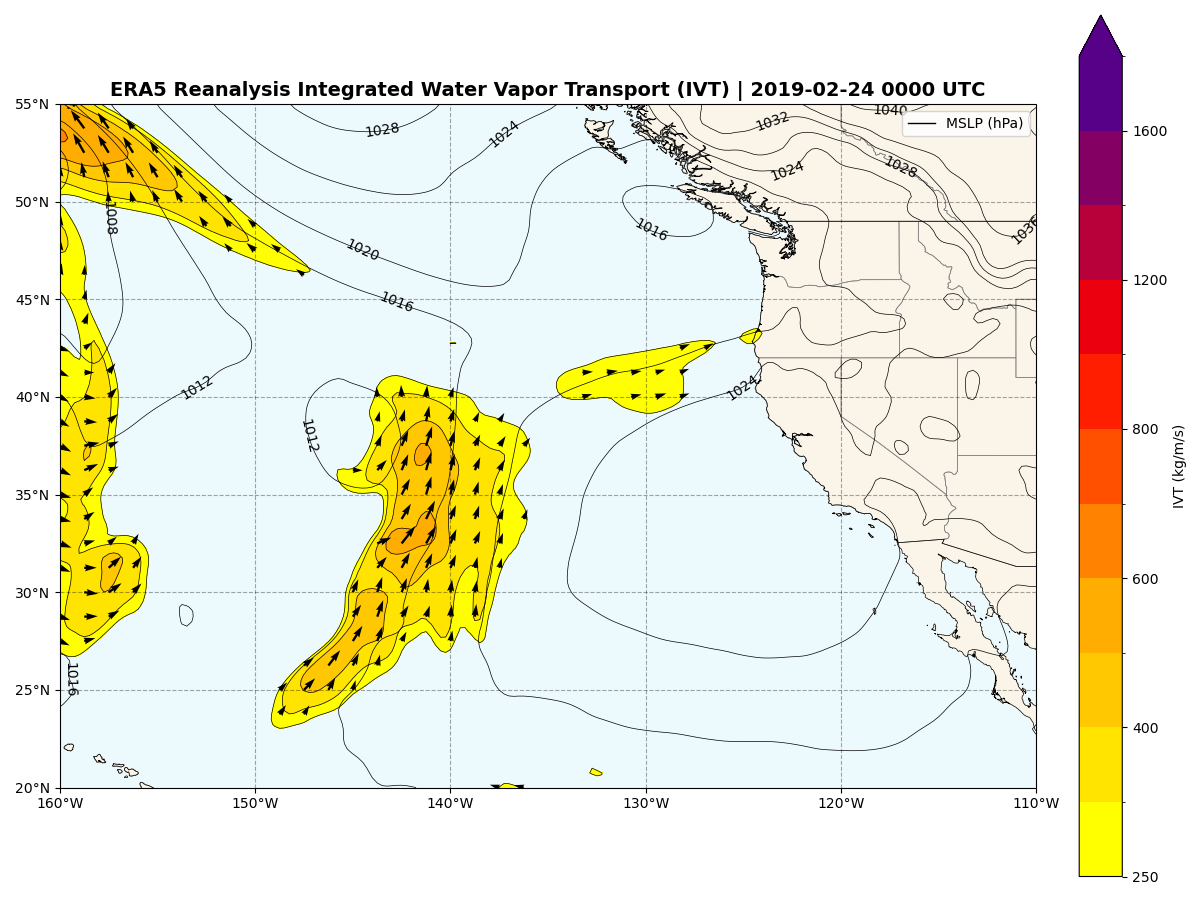 ERA5 Reanalysis Integrated Water Vapor Transport (IVT) | 2019-02-24 0000 UTC
MSLP (hPa)
55°N
50°N
45°N
40°N
35°N
30°N
25°N
20°N
160°W
150°W
140°W
130°W
120°W
110°W
1028
1024
1032
1040
1024
1028
1036
1008
1020
1016
1016
1012
1012
1024
1016
1600
1200
800
600
400
250
IVT (kg/m/s)